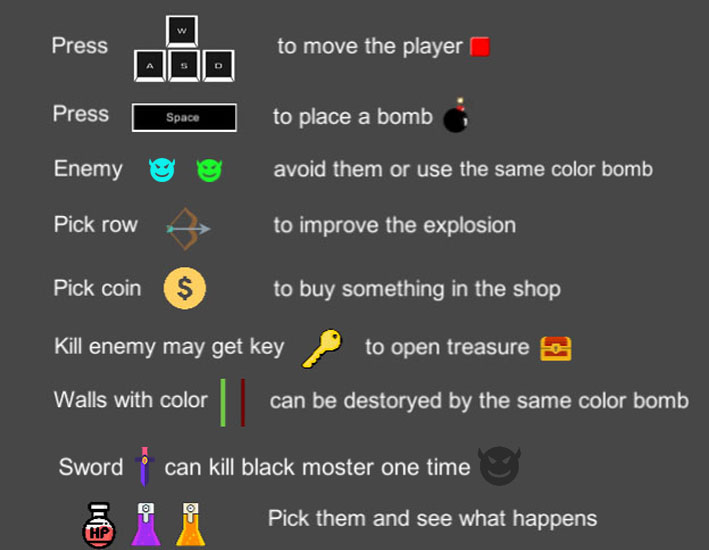 Press W A S D to move the player
Press Space to place a bomb
Enemy avoid them or use the same color bomb
Pick row to improve the explosion
Pick coin $ to buy something in the shop
Kill enemy may get key to open treasure
Walls with color can be destoryed by the same color bomb
Sword can kill black moster one time
HP Pick them and see what happens